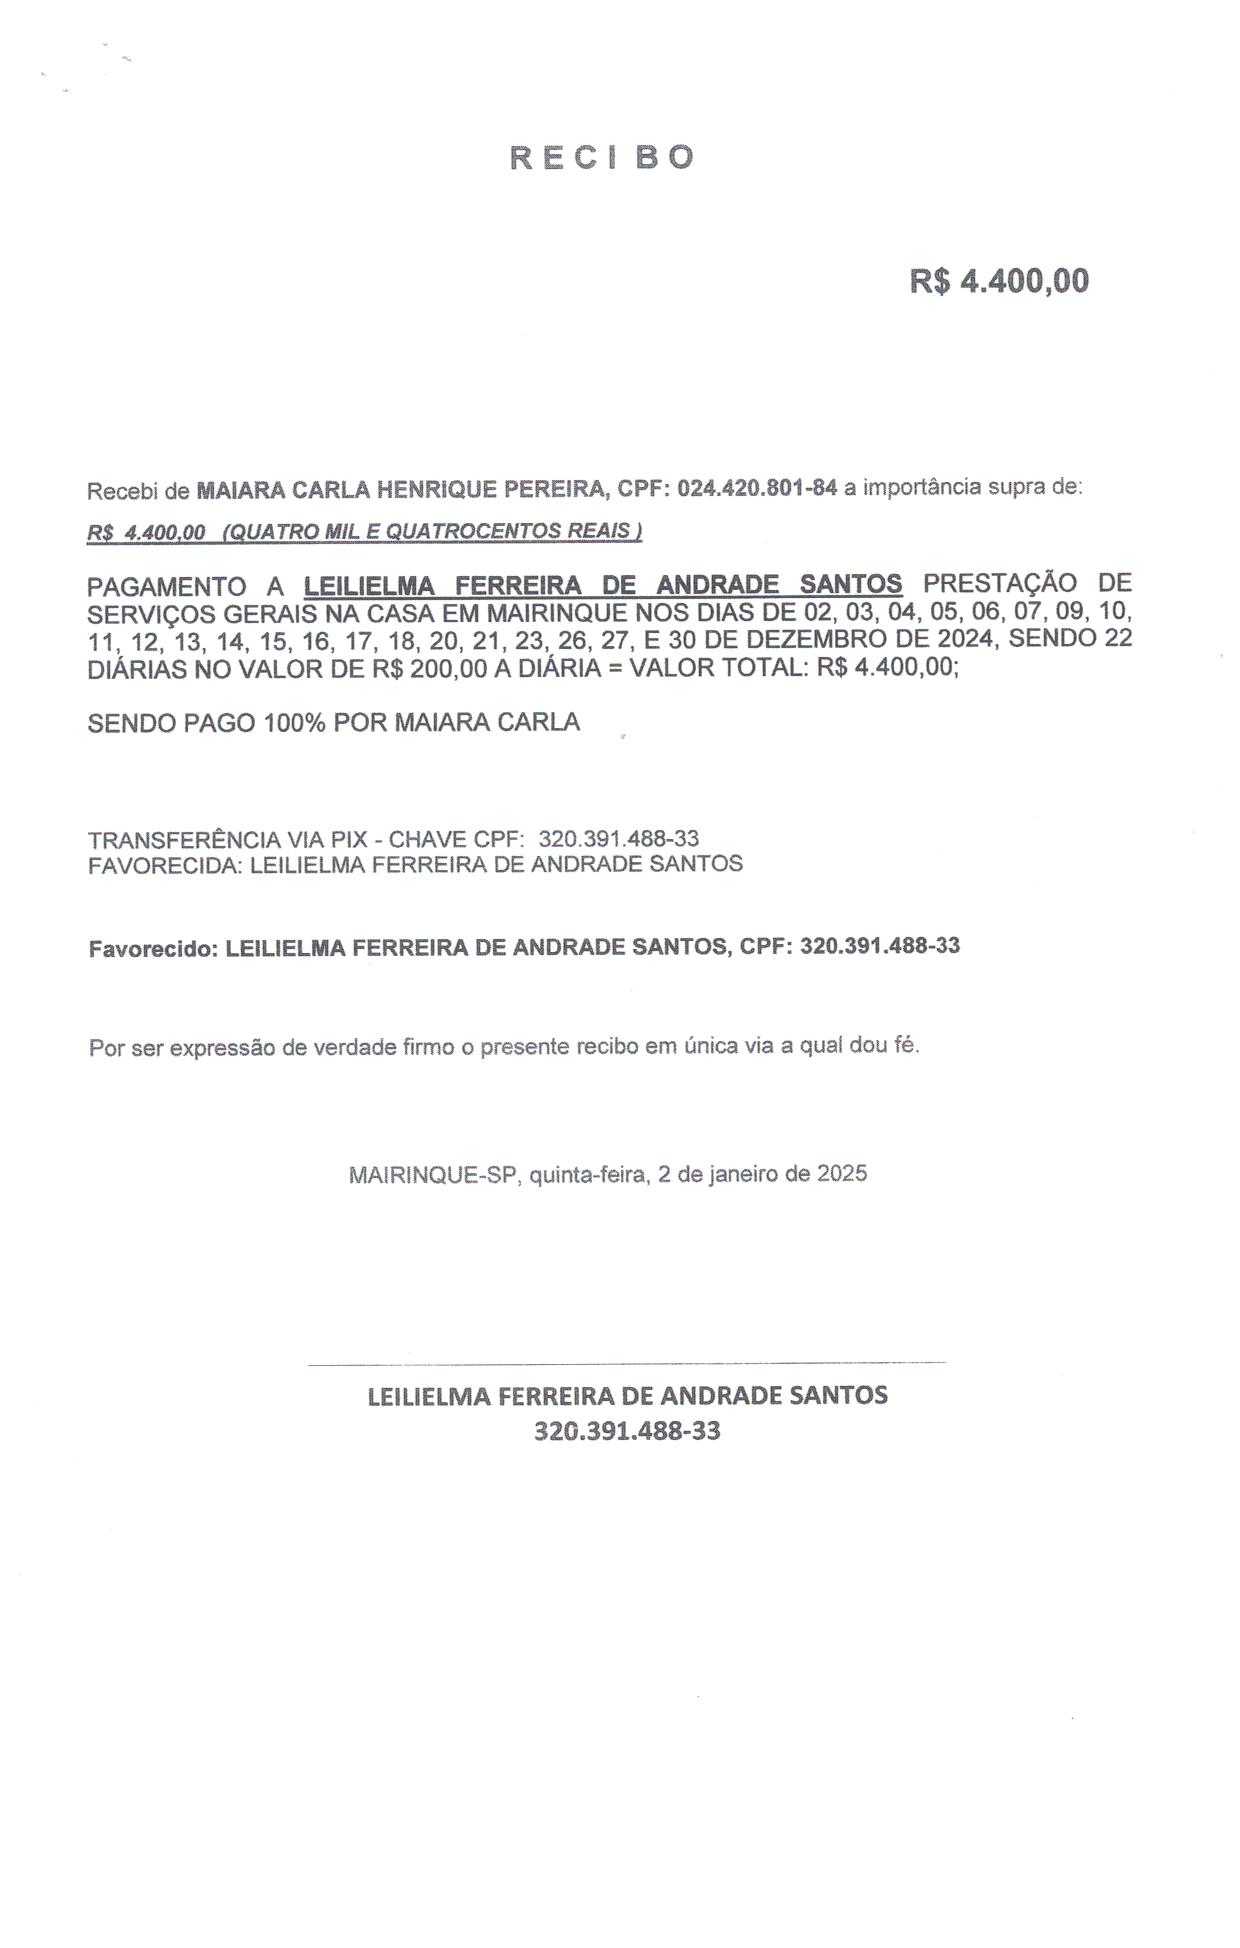 R E C I B O
R$ 4.400,00
Recebi de MAIARA CARLA HENRIQUE PEREIRA, CPF: 024.420.801-84 a importância supra de:
R$ 4.400,00 (QUATRO MIL E QUATROCENTOS REAIS )
PAGAMENTO A LEILIELMA FERREIRA DE ANDRADE SANTOS PRESTAÇÃO DE
SERVIÇOS GERAIS NA CASA EM MAIRINQUE NOS DIAS DE 02, 03, 04, 05, 06, 07, 09, 10,
11, 12, 13, 14, 15, 16, 17, 18, 20, 21, 23, 26, 27, E 30 DE DEZEMBRO DE 2024, SENDO 22
DIÁRIAS NO VALOR DE R$ 200,00 A DIÁRIA = VALOR TOTAL: R$ 4.400,00;
SENDO PAGO 100% POR MAIARA CARLA
TRANSFERÊNCIA VIA PIX - CHAVE CPF: 320.391.488-33
FAVORECIDA: LEILIELMA FERREIRA DE ANDRADE SANTOS
Favorecido: LEILIELMA FERREIRA DE ANDRADE SANTOS, CPF: 320.391.488-33
Por ser expressão de verdade firmo o presente recibo em única via a qual dou fé.
MAIRINQUE-SP, quinta-feira, 2 de janeiro de 2025
LEILIELMA FERREIRA DE ANDRADE SANTOS
320.391.488-33